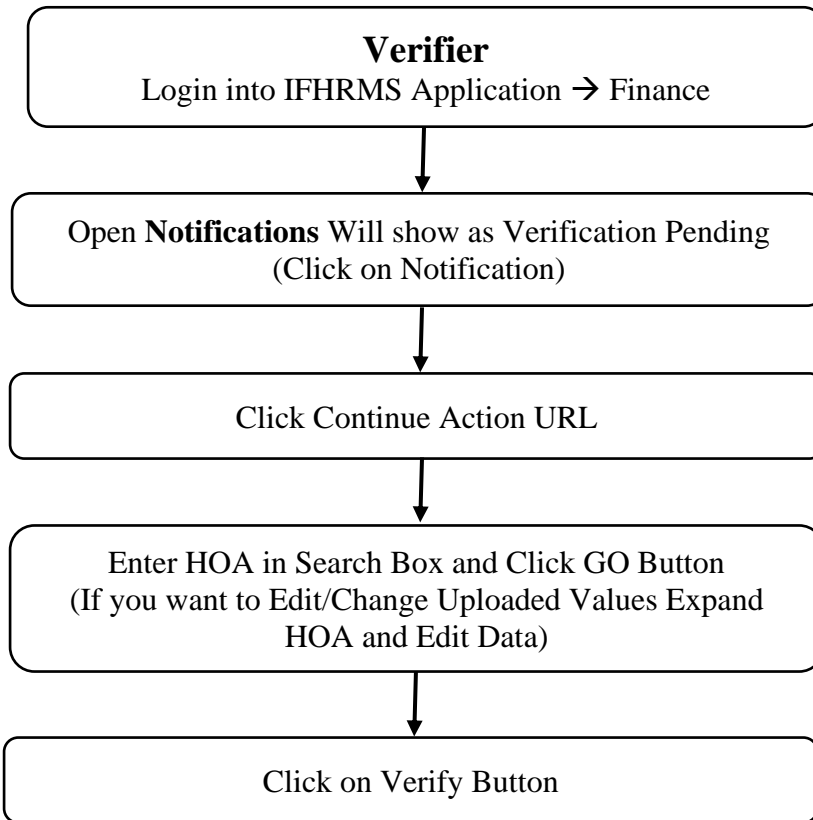 Verifier
Login into IFHRMS Application → Finance
Open Notifications Will show as Verification Pending
(Click on Notification)
Click Continue Action URL
Enter HOA in Search Box and Click GO Button
(If you want to Edit/Change Uploaded Values Expand
HOA and Edit Data)
Click on Verify Button